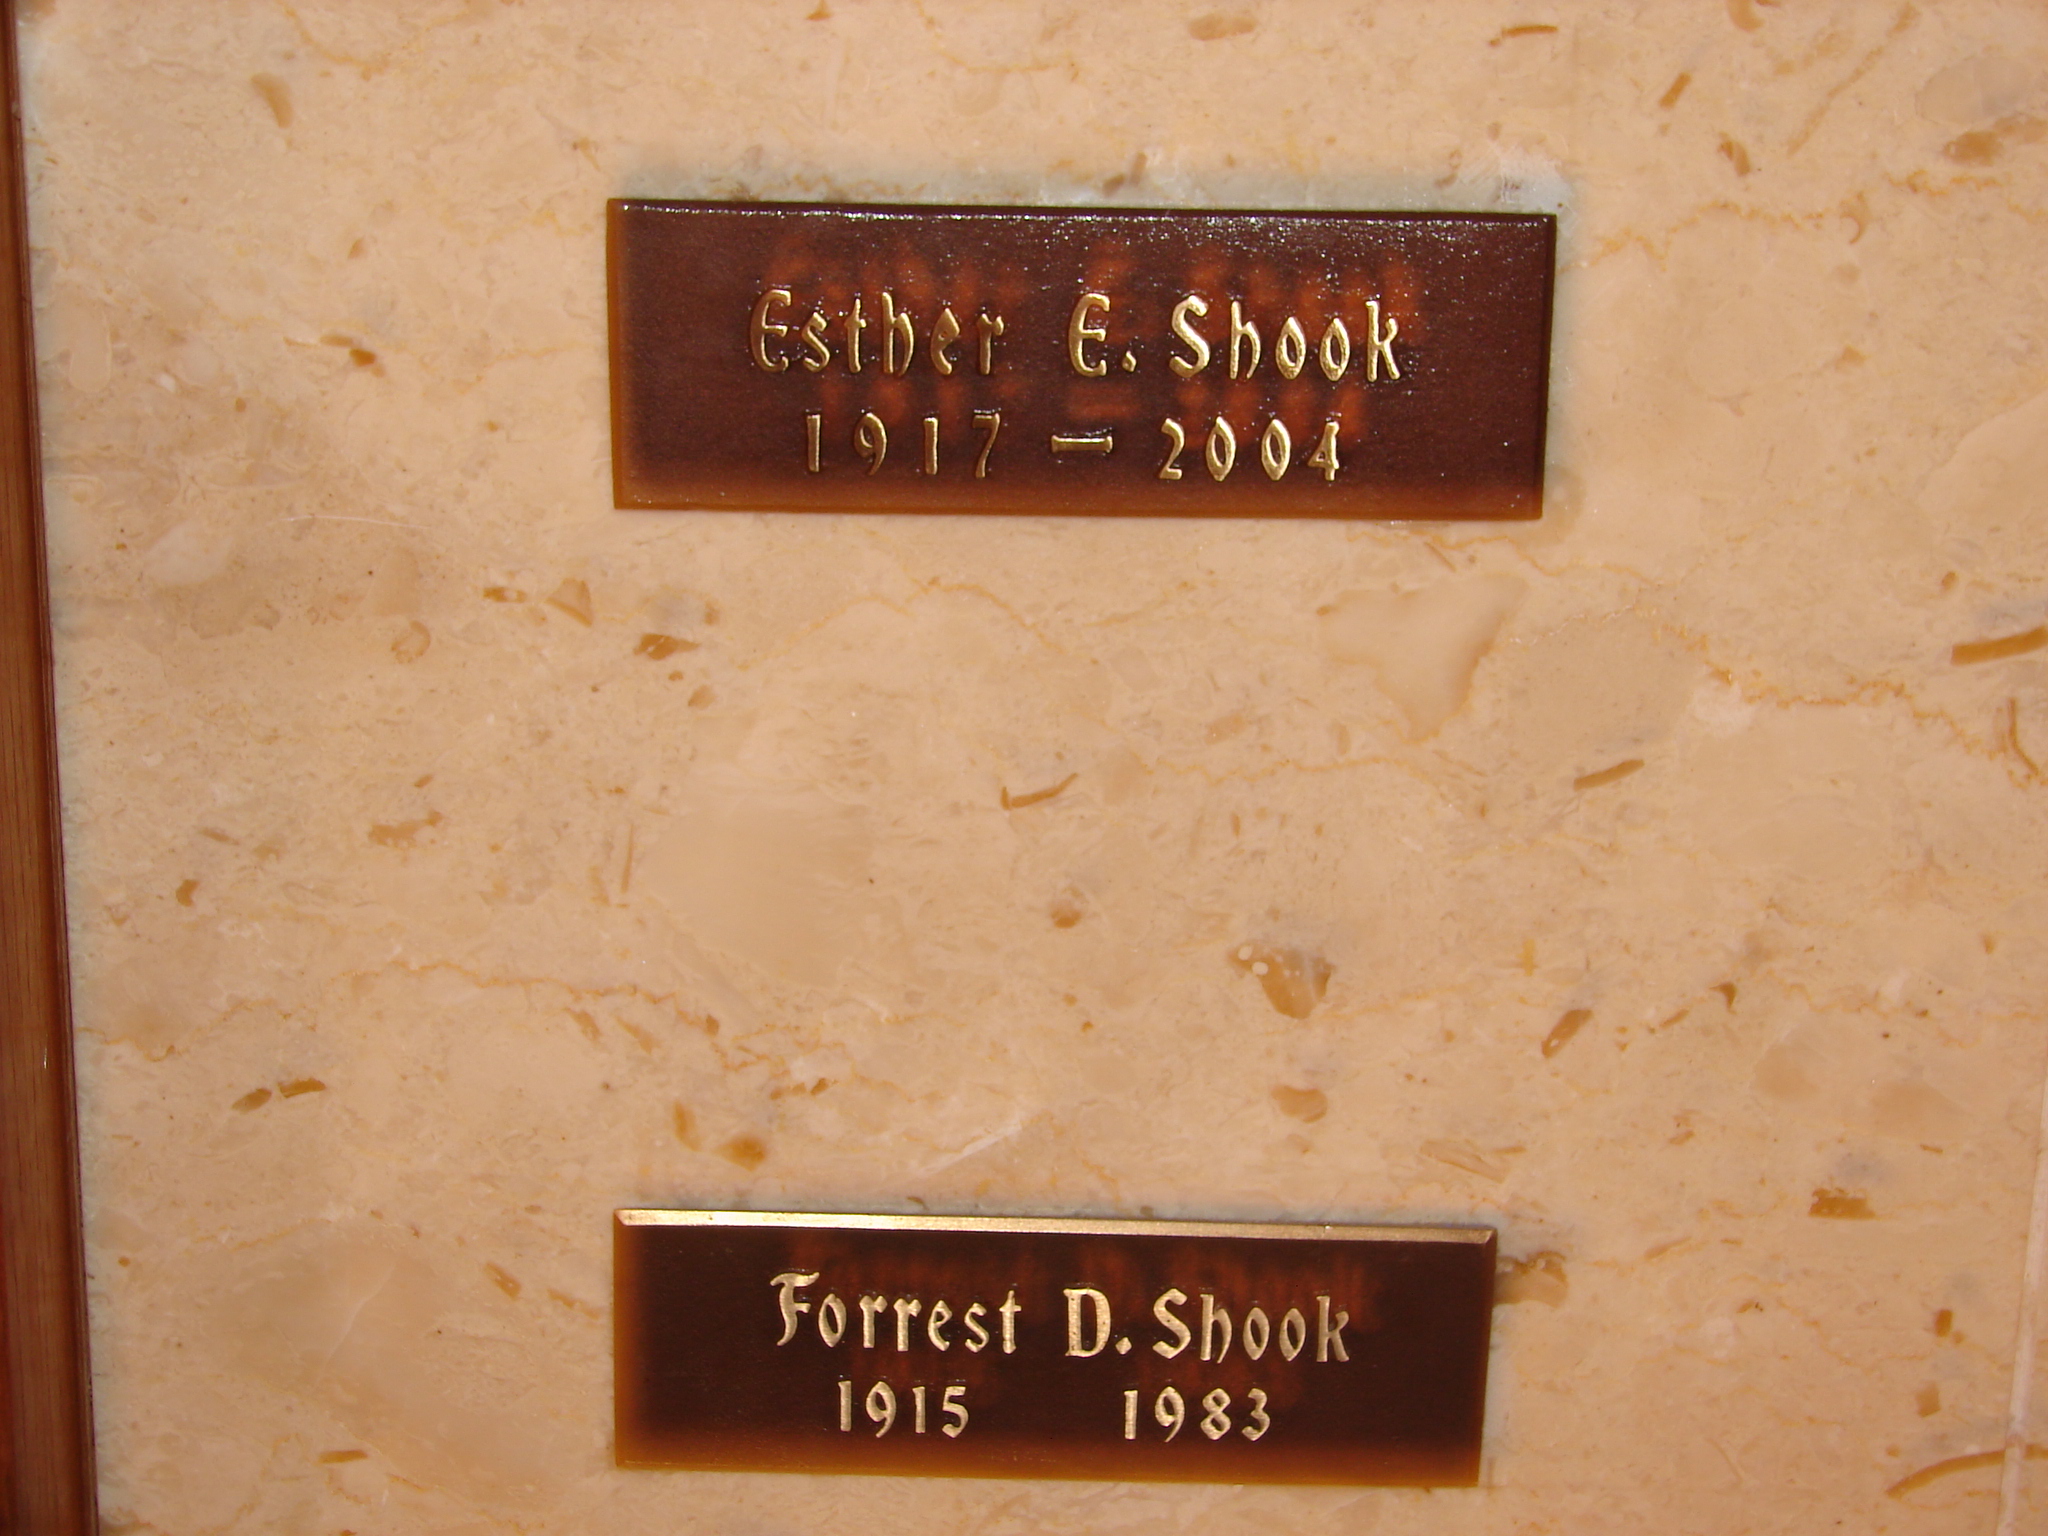 Esther E. Shook
1917 — 2004
Forrest D. Shook
1915 1983